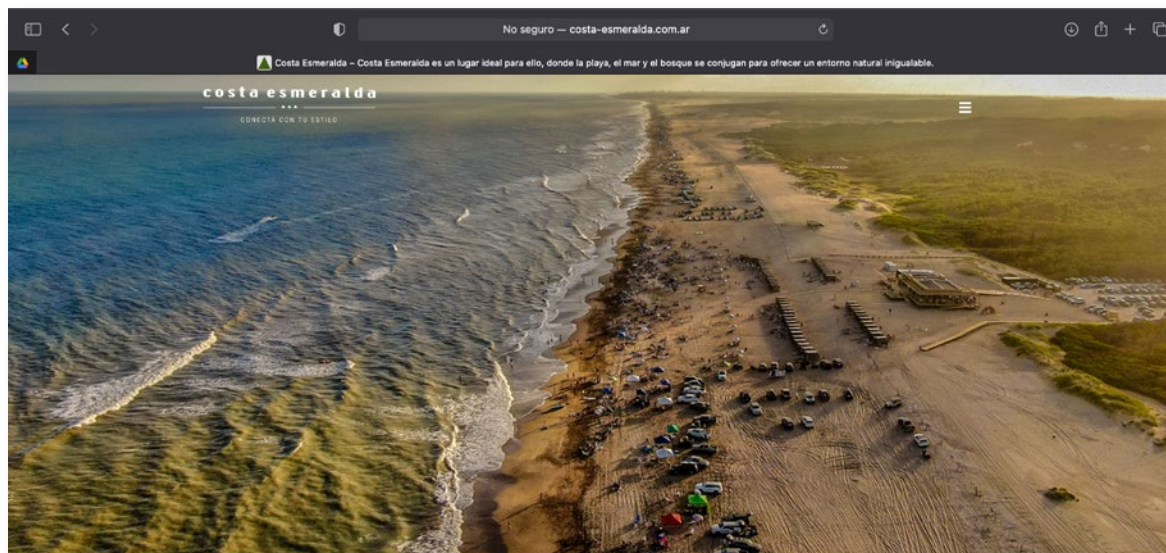 No seguro — costa-esmeralda.com.ar
Costa Esmeralda – Costa Esmeralda es un lugar ideal para ello, donde la playa, el mar y el bosque se conjugan para ofrecer un entorno natural inigualable.
costa esmeralda
CONECTÁ CON TU ESTILO